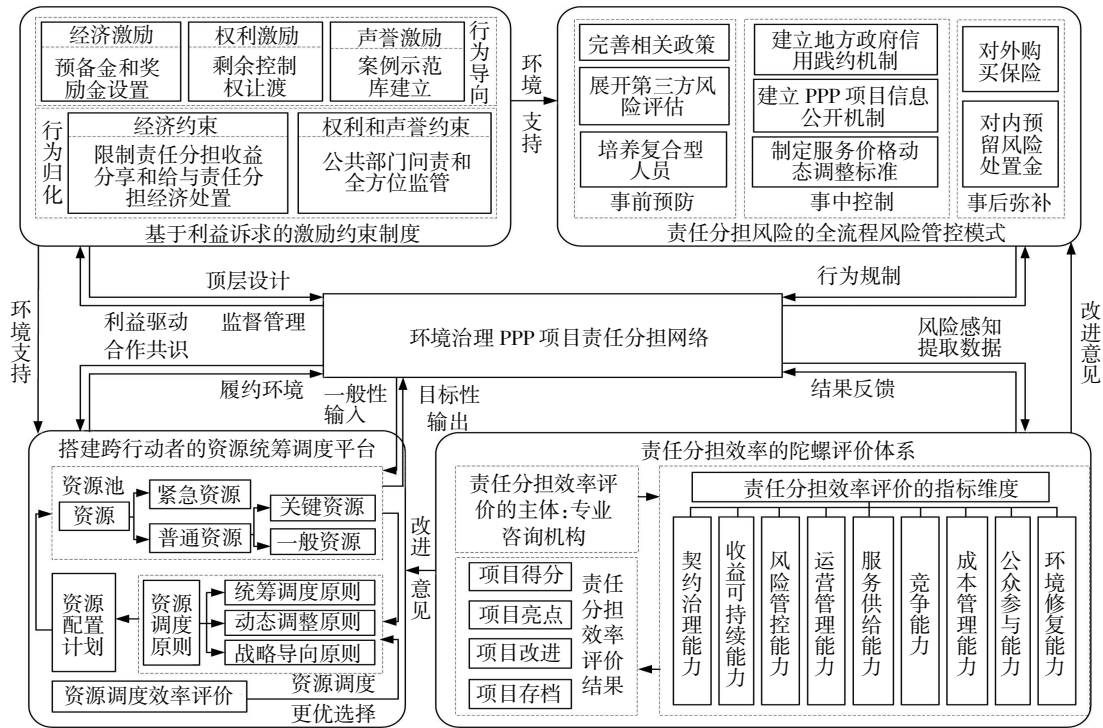 经济激励
预备金和奖
励金设置
权利激励
剩余控制
权让渡
声誉激励
案例示范
库建立
行为导向
行为归化
经济约束
限制责任分担收益
分享和给与责任分
担经济处置
权利和声誉约束
公共部门问责和
全方位监管
基于利益诉求的激励约束制度
环境
支持
完善相关政策
展开第三方风
险评估
培养复合型
人员
事前预防
建立地方政府信
用践约机制
建立 PPP 项目信息
公开机制
制定服务价格动
态调整标准
事中控制
对外购
买保险
对内预
留风险
处置金
事后弥补
责任分担风险的全流程风险管控模式
环境支持
顶层设计
利益驱动
监督管理
合作共识
履约环境
一般性
输入
目标性
输出
环境治理 PPP 项目责任分担网络
行为规制
风险感知
提取数据
结果反馈
改进意见
搭建跨行动者的资源统筹调度平台
资源池
资源
紧急资源
普通资源
关键资源
一般资源
资源
配置
计划
资源
调度
原则
统筹调度原则
动态调整原则
战略导向原则
资源调度效率评价
资源调度
更优选择
改进
意见
责任分担效率的陀螺评价体系
责任分担效率评
价的主体:专业
咨询机构
项目得分
项目亮点
项目改进
项目存档
责任
分担
效率
评价
结果
责任分担效率评价的指标维度
契约治理能力
收益可持续能力
风险管控能力
运营管理能力
服务供给能力
竞争能力
成本管理能力
公众参与能力
环境修复能力